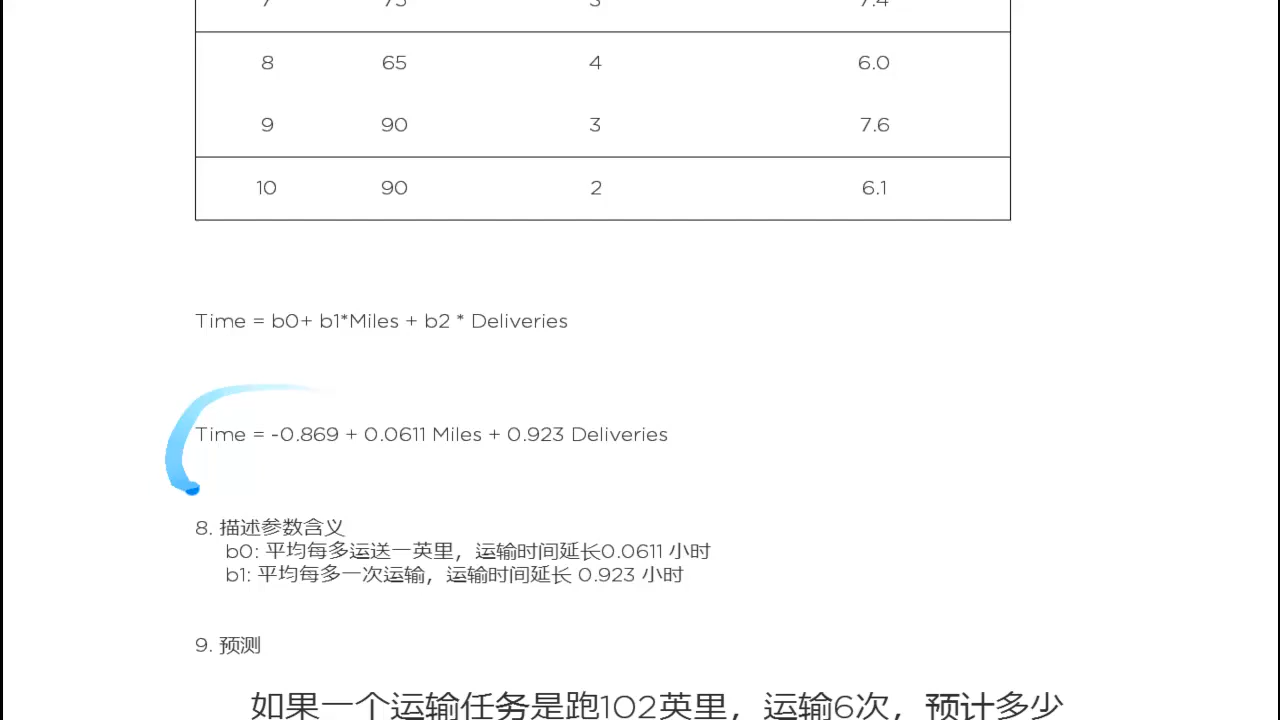 7 75 3 7.4
8 65 4 6.0
9 90 3 7.6
10 90 2 6.1
Time = b0+ b1*Miles + b2 * Deliveries
Time = -0.869 + 0.0611 Miles + 0.923 Deliveries
8. 描述参数含义
b0: 平均每多运送一英里，运输时间延长0.0611 小时
b1: 平均每多一次运输，运输时间延长 0.923 小时
9. 预测
如果一个运输任务是跑102英里，运输6次，预计多少